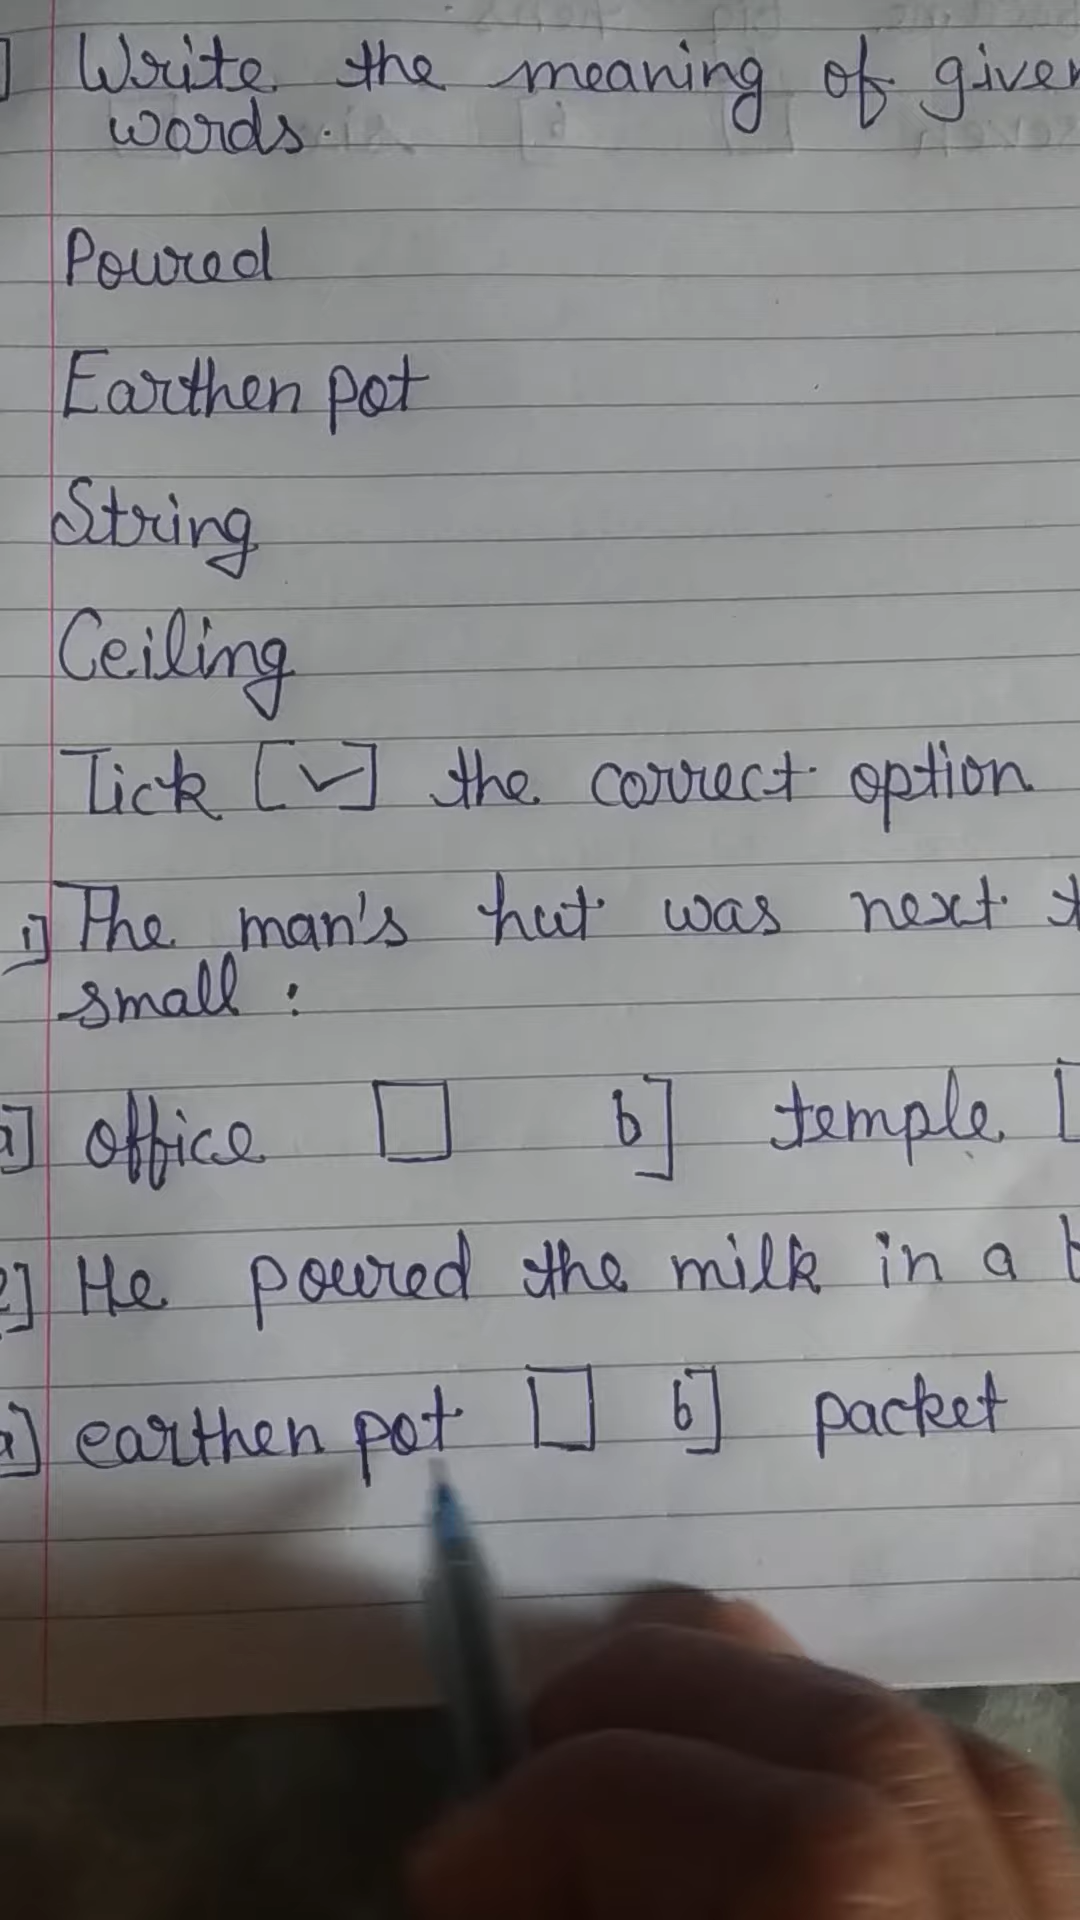 ] Write the meaning of given
words.
Poured
Earthen pot
String
Ceiling
Tick [✓] the correct option
1] The man's hut was next
small :
a] office □ b] temple
2] He poured the milk in a
a] earthen pot □ b] packet